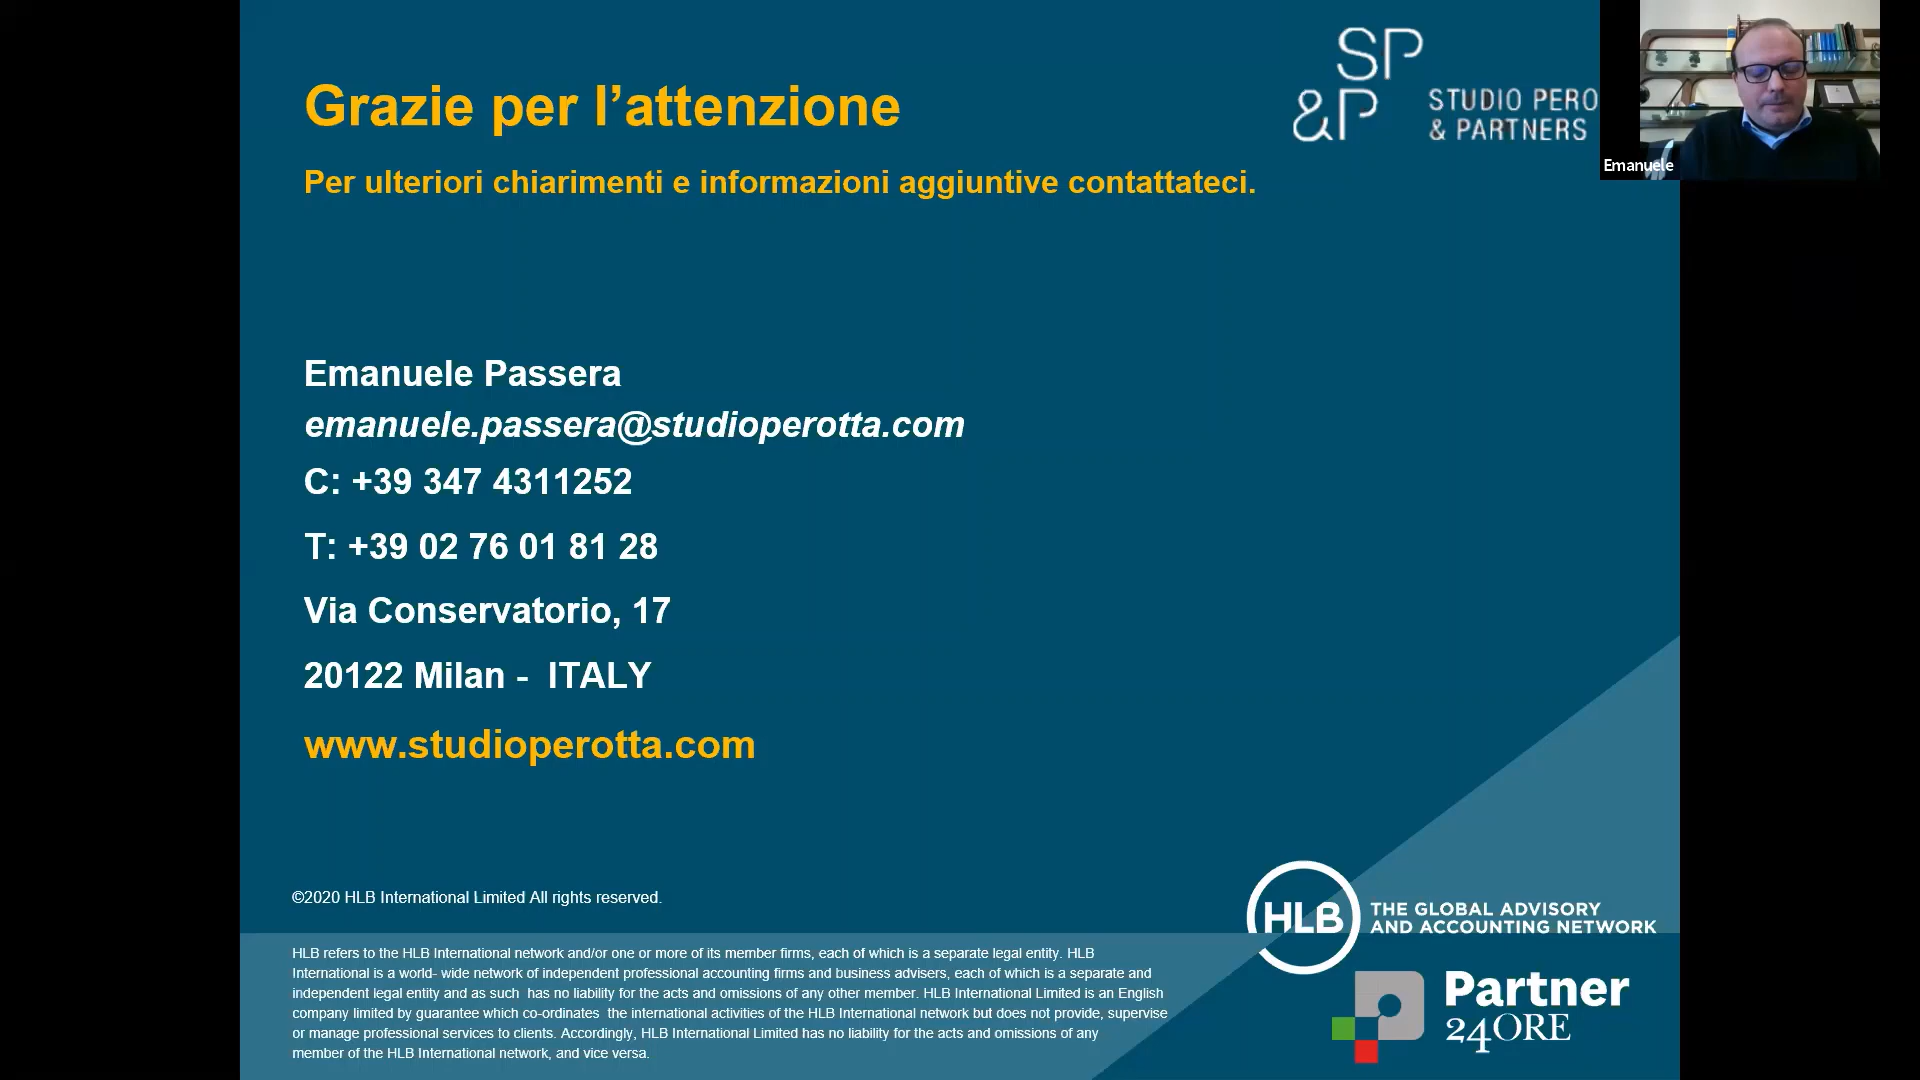 Grazie per l’attenzione
Per ulteriori chiarimenti e informazioni aggiuntive contattateci.
SP
&P
STUDIO PERO
& PARTNERS
Emanuele
Emanuele Passera
emanuele.passera@studioperotta.com
C: +39 347 4311252
T: +39 02 76 01 81 28
Via Conservatorio, 17
20122 Milan - ITALY
www.studioperotta.com
©2020 HLB International Limited All rights reserved.
HLB refers to the HLB International network and/or one or more of its member firms, each of which is a separate legal entity. HLB
International is a world- wide network of independent professional accounting firms and business advisers, each of which is a separate and
independent legal entity and as such has no liability for the acts and omissions of any other member. HLB International Limited is an English
company limited by guarantee which co-ordinates the international activities of the HLB International network but does not provide, supervise
or manage professional services to clients. Accordingly, HLB International Limited has no liability for the acts and omissions of any
member of the HLB International network, and vice versa.
HLB
THE GLOBAL ADVISORY
AND ACCOUNTING NETWORK
Partner
24ORE